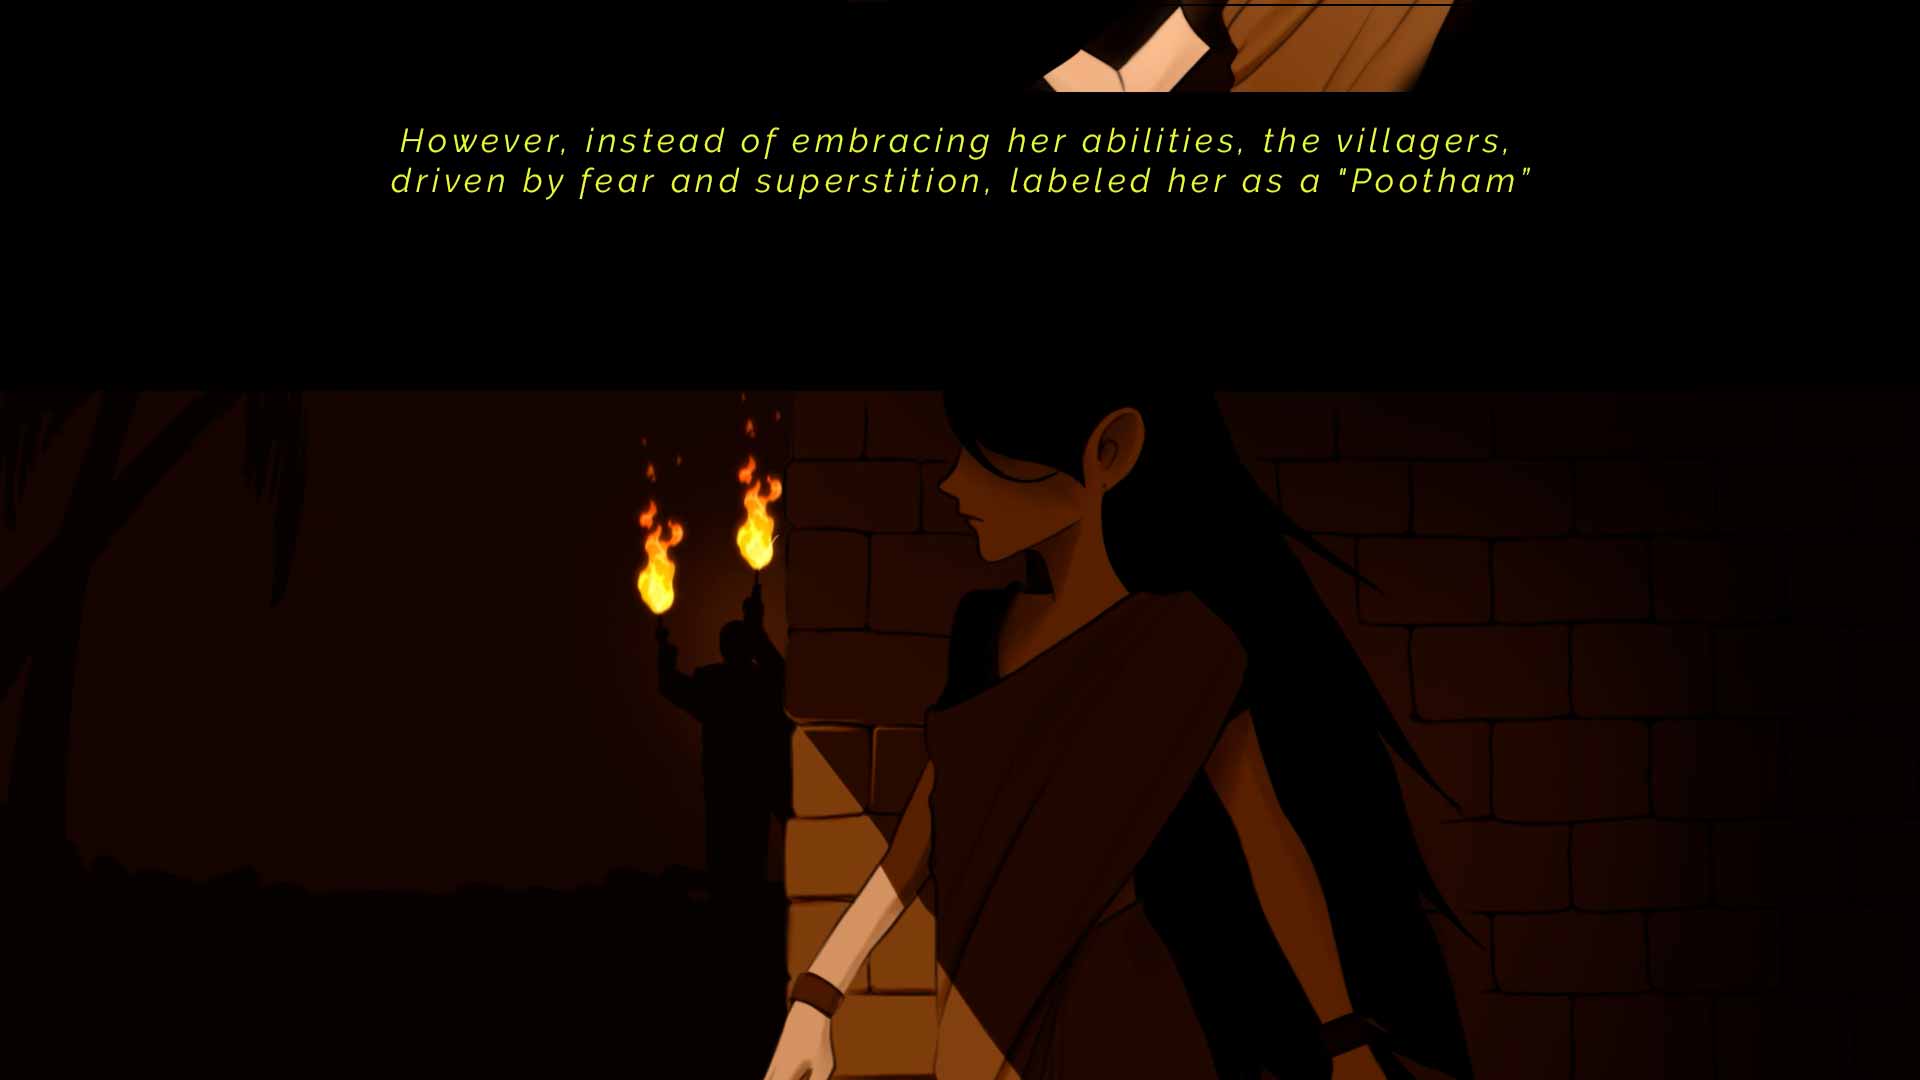 However, instead of embracing her abilities, the villagers,
driven by fear and superstition, labeled her as a "Pootham”